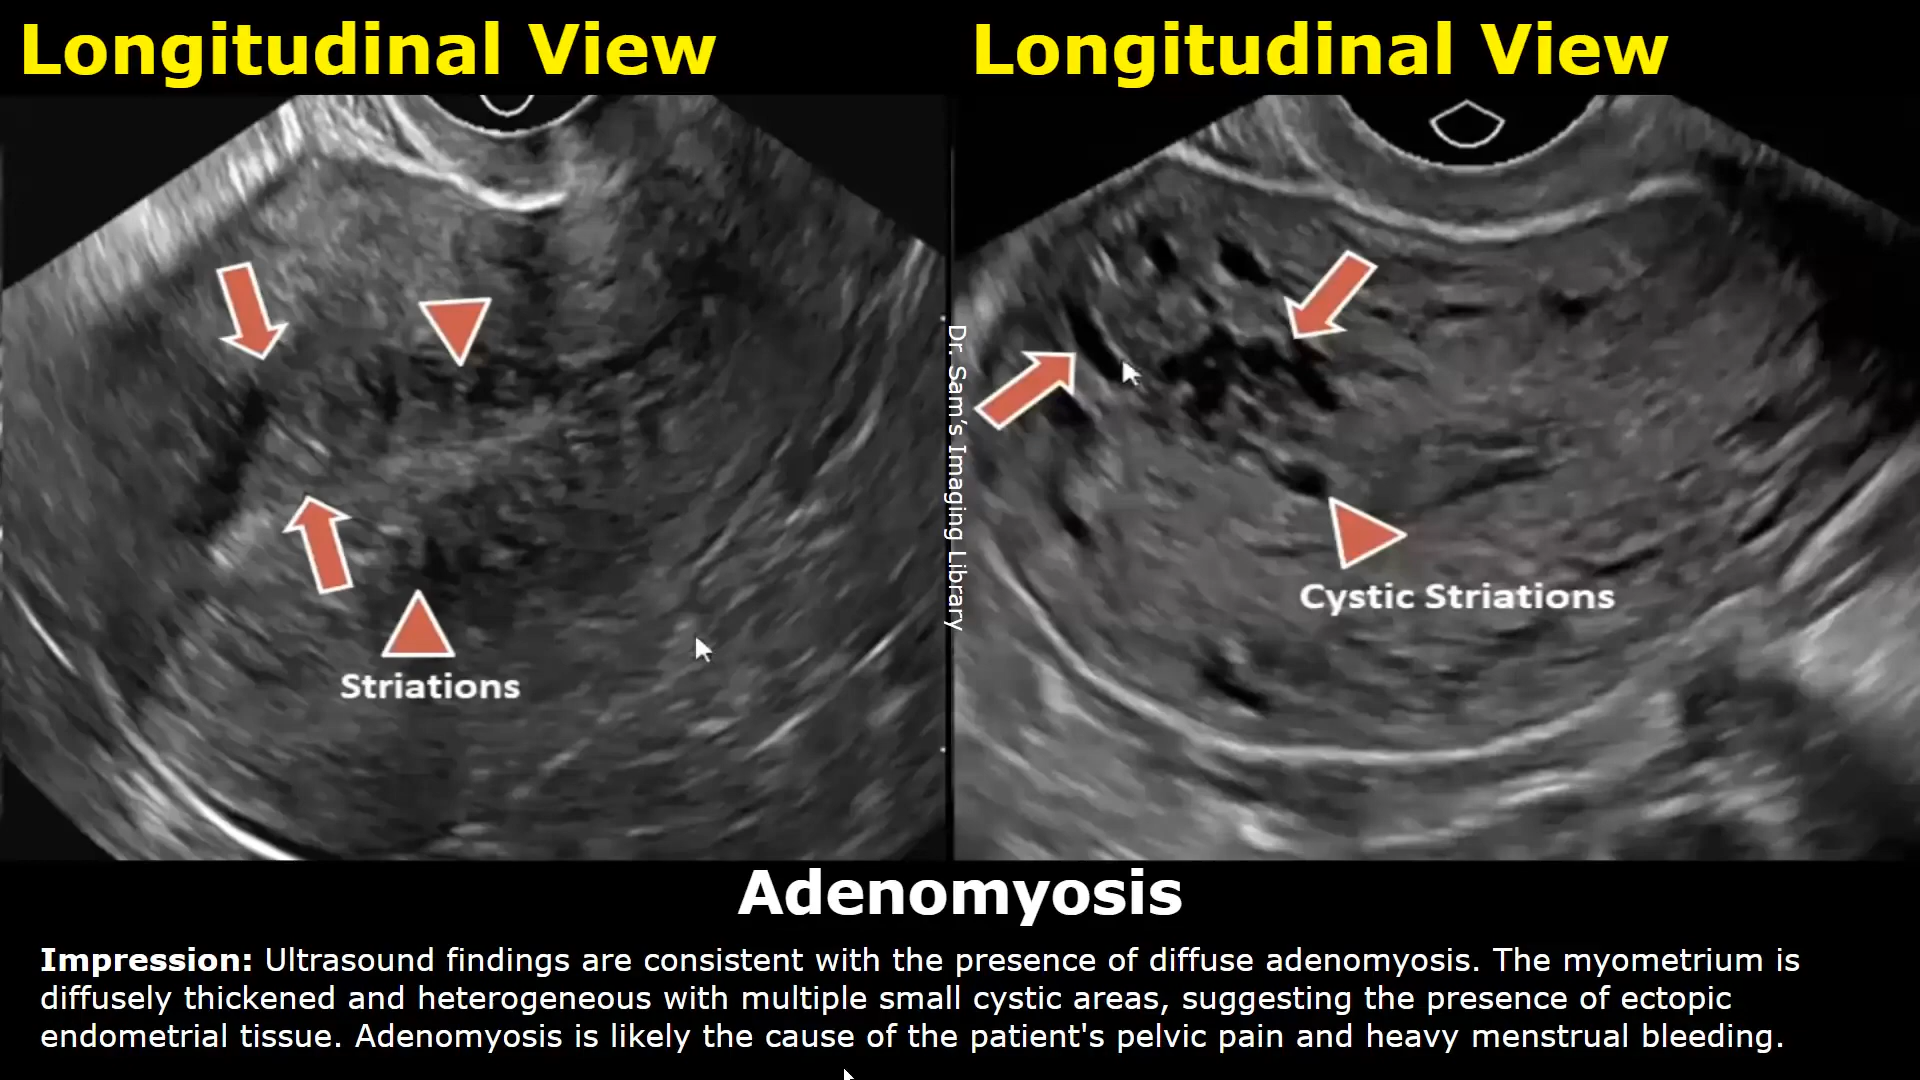 Longitudinal View
Longitudinal View
Dr. Sam's Imaging Library
Striations
Cystic Striations
Adenomyosis
Impression: Ultrasound findings are consistent with the presence of diffuse adenomyosis. The myometrium is
diffusely thickened and heterogeneous with multiple small cystic areas, suggesting the presence of ectopic
endometrial tissue. Adenomyosis is likely the cause of the patient's pelvic pain and heavy menstrual bleeding.